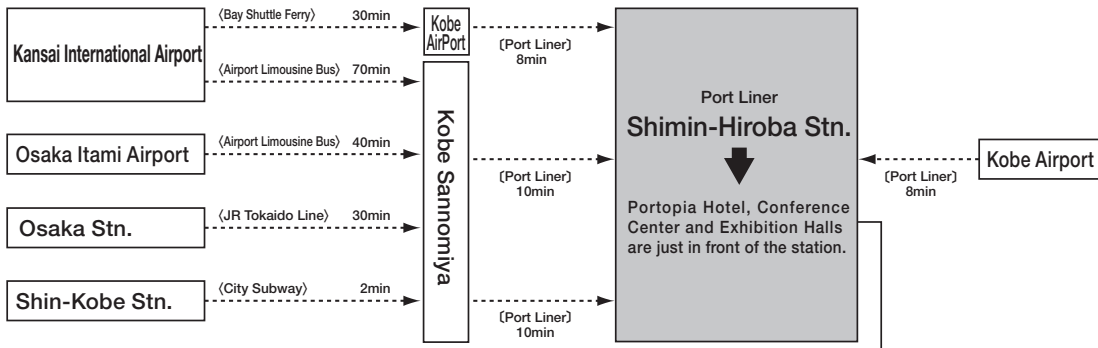 Kansai International Airport
〈Bay Shuttle Ferry〉 30min
Kobe
AirPort
〔Port Liner〕
8min
〈Airport Limousine Bus〉 70min
Osaka Itami Airport
〈Airport Limousine Bus〉 40min
Osaka Stn.
〈JR Tokaido Line〉 30min
Shin-Kobe Stn.
〈City Subway〉 2min
Kobe Sannomiya
〔Port Liner〕
10min
〔Port Liner〕
10min
Port Liner
Shimin-Hiroba Stn.
Portopia Hotel, Conference
Center and Exhibition Halls
are just in front of the station.
〔Port Liner〕
8min
Kobe Airport